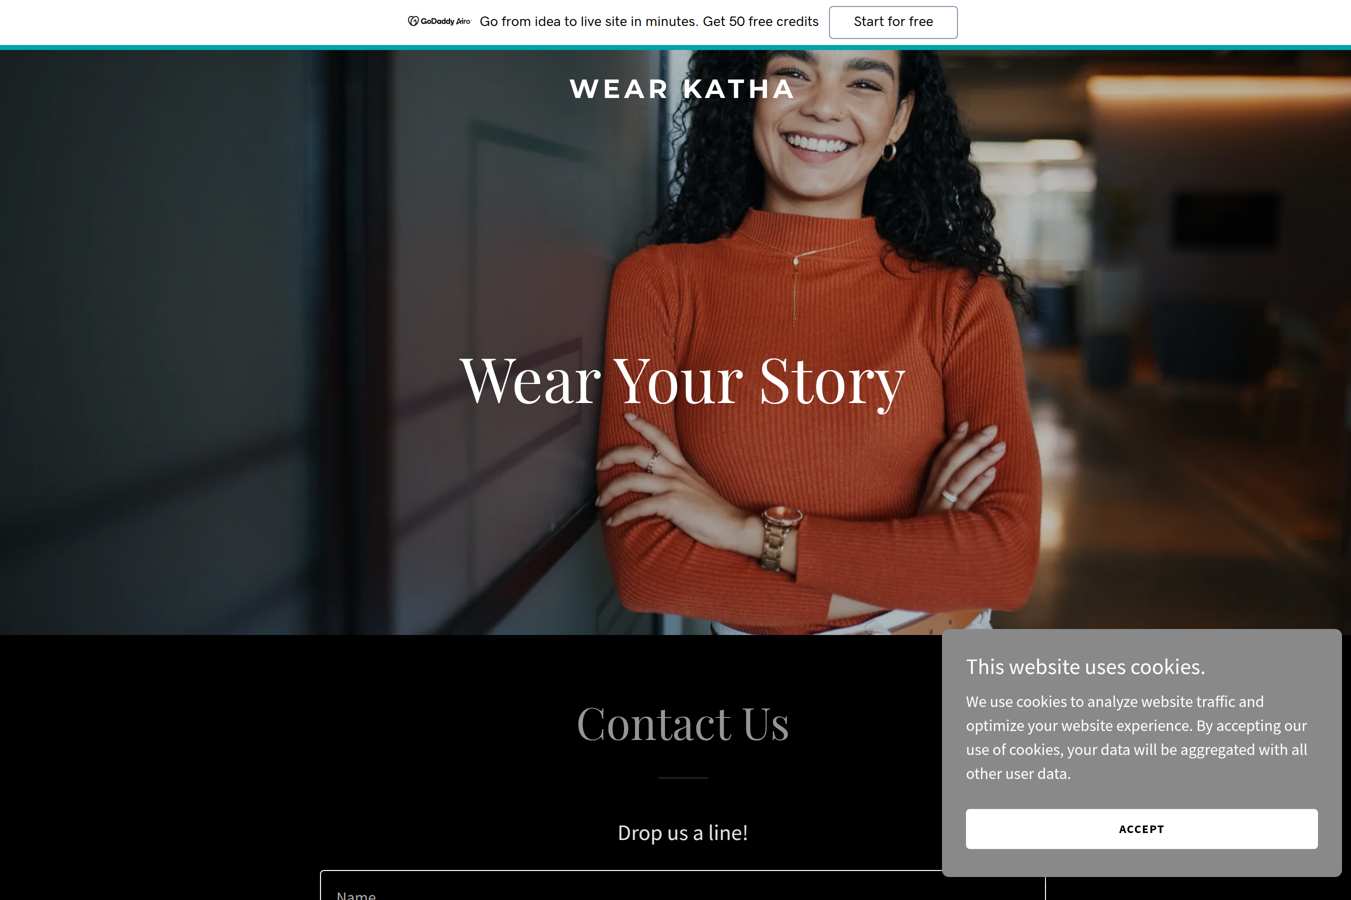 GoDaddy Airo
Go from idea to live site in minutes. Get 50 free credits
Start for free
WEAR KATHA
Wear Your Story
Contact Us
Drop us a line!
Name
This website uses cookies.
We use cookies to analyze website traffic and
optimize your website experience. By accepting our
use of cookies, your data will be aggregated with all
other user data.
ACCEPT